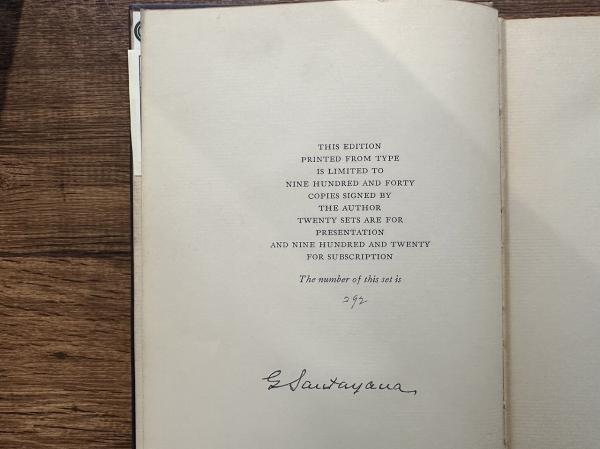 THIS EDITION
PRINTED FROM TYPE
IS LIMITED TO
NINE HUNDRED AND FORTY
COPIES SIGNED BY
THE AUTHOR
TWENTY SETS ARE FOR
PRESENTATION
AND NINE HUNDRED AND TWENTY
FOR SUBSCRIPTION
The number of this set is
292
G Santayana